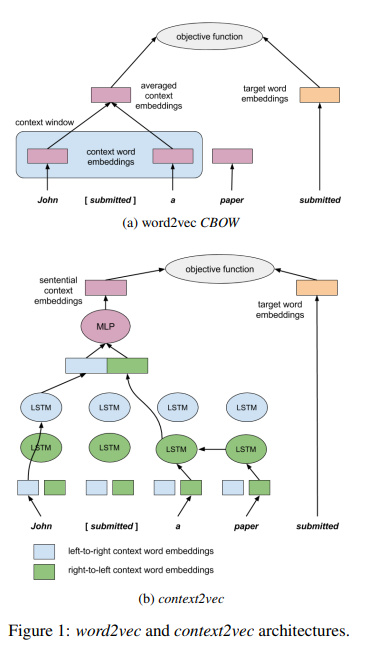 objective function
averaged
context
embeddings
target word
embeddings
context window
context word
embeddings
John [ submitted ] a paper submitted
(a) word2vec CBOW
objective function
sentential
context
embeddings
target word
embeddings
MLP
LSTM LSTM LSTM LSTM
LSTM LSTM LSTM LSTM
John [ submitted ] a paper submitted
left-to-right context word embeddings
right-to-left context word embeddings
(b) context2vec
Figure 1: word2vec and context2vec architectures.